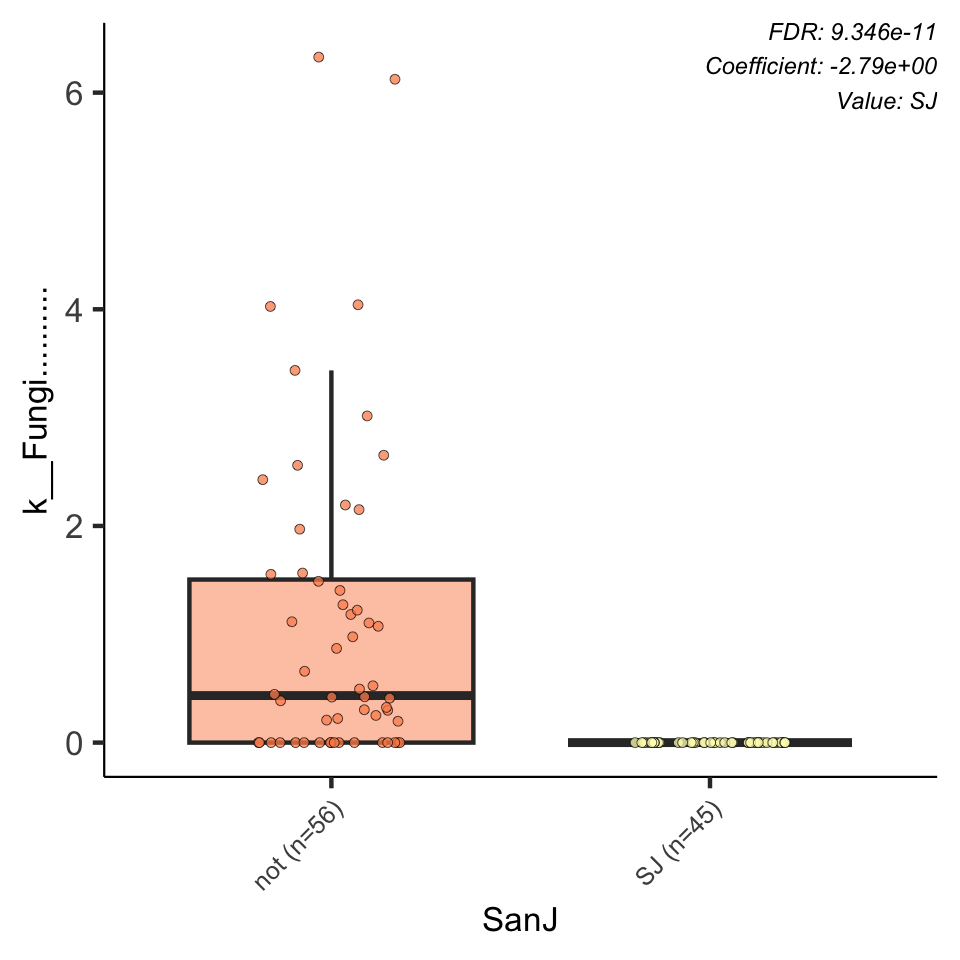 FDR: 9.346e-11
Coefficient: -2.79e+00
Value: SJ
k__Fungi..........
6
4
2
0
not (n=56)
SJ (n=45)
SanJ